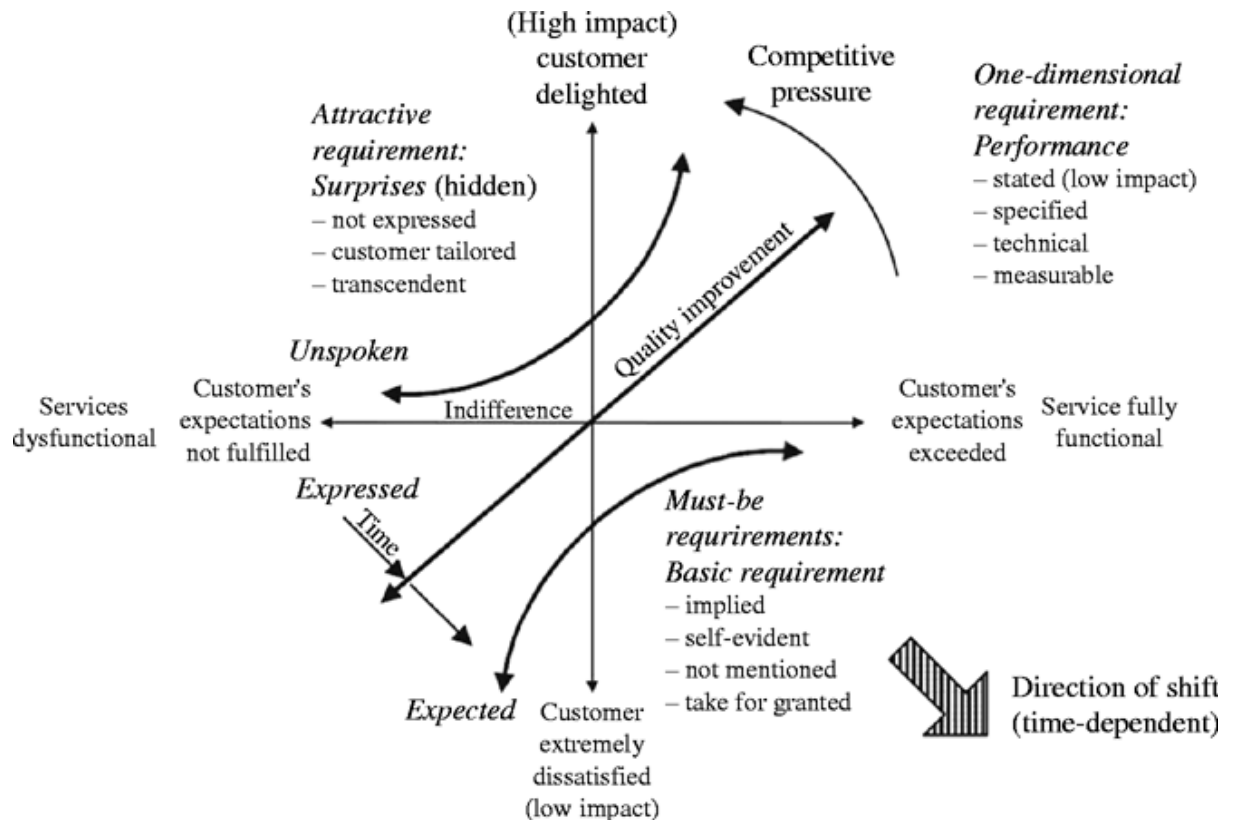 (High impact)
customer
delighted
Competitive
pressure
One-dimensional
requirement:
Performance
– stated (low impact)
– specified
– technical
– measurable
Attractive
requirement:
Surprises (hidden)
– not expressed
– customer tailored
– transcendent
Quality improvement
Unspoken
Services
dysfunctional
Customer's
expectations
not fulfilled
Indifference
Customer's
expectations
exceeded
Service fully
functional
Expressed
Time
Must-be
requrirements:
Basic requirement
– implied
– self-evident
– not mentioned
– take for granted
Expected
Customer
extremely
dissatisfied
(low impact)
Direction of shift
(time-dependent)